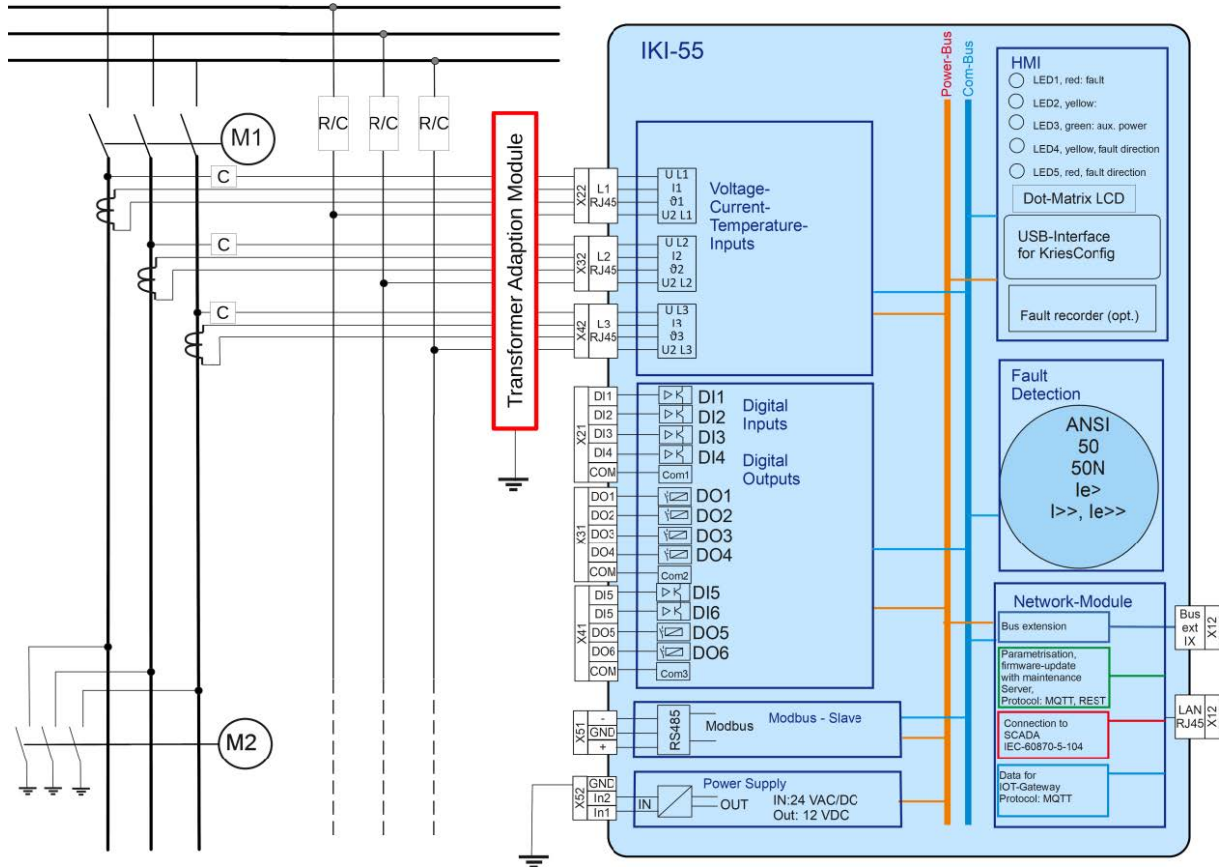 IKI-55
Power-Bus
Com-Bus
R/C
R/C
R/C
M1
C
C
C
M2
Transformer Adaption Module
X22
L1
RJ45
U L1
I1
ϑ1
U2 L1
X32
L2
RJ45
U L2
I2
ϑ2
U2 L2
X42
L3
RJ45
U L3
I3
ϑ3
U2 L3
Voltage-
Current-
Temperature-
Inputs
X21
DI1
DI2
DI3
DI4
COM
DI1
DI2
DI3
DI4
Com1
Digital
Inputs
Digital
Outputs
X31
DO1
DO2
DO3
DO4
COM
DO1
DO2
DO3
DO4
Com2
X41
DI5
DI5
DO5
DO6
COM
DI5
DI6
DO5
DO6
Com3
X51
-
GND
+
RS485
Modbus
Modbus - Slave
X52
GND
In2
In1
Power Supply
IN
OUT
IN:24 VAC/DC
Out: 12 VDC
HMI
LED1, red: fault
LED2, yellow:
LED3, green: aux. power
LED4, yellow, fault direction
LED5, red, fault direction
Dot-Matrix LCD
USB-Interface
for KriesConfig
Fault recorder (opt.)
Fault
Detection
ANSI
50
50N
Ie>
I>>, Ie>>
Network-Module
Bus extension
Parametrisation,
firmware-update
with maintenance
Server,
Protocol: MQTT, REST
Connection to
SCADA
IEC-60870-5-104
Data for
IOT-Gateway
Protocol: MQTT
Bus
ext
IX
X12
LAN
RJ45
X12